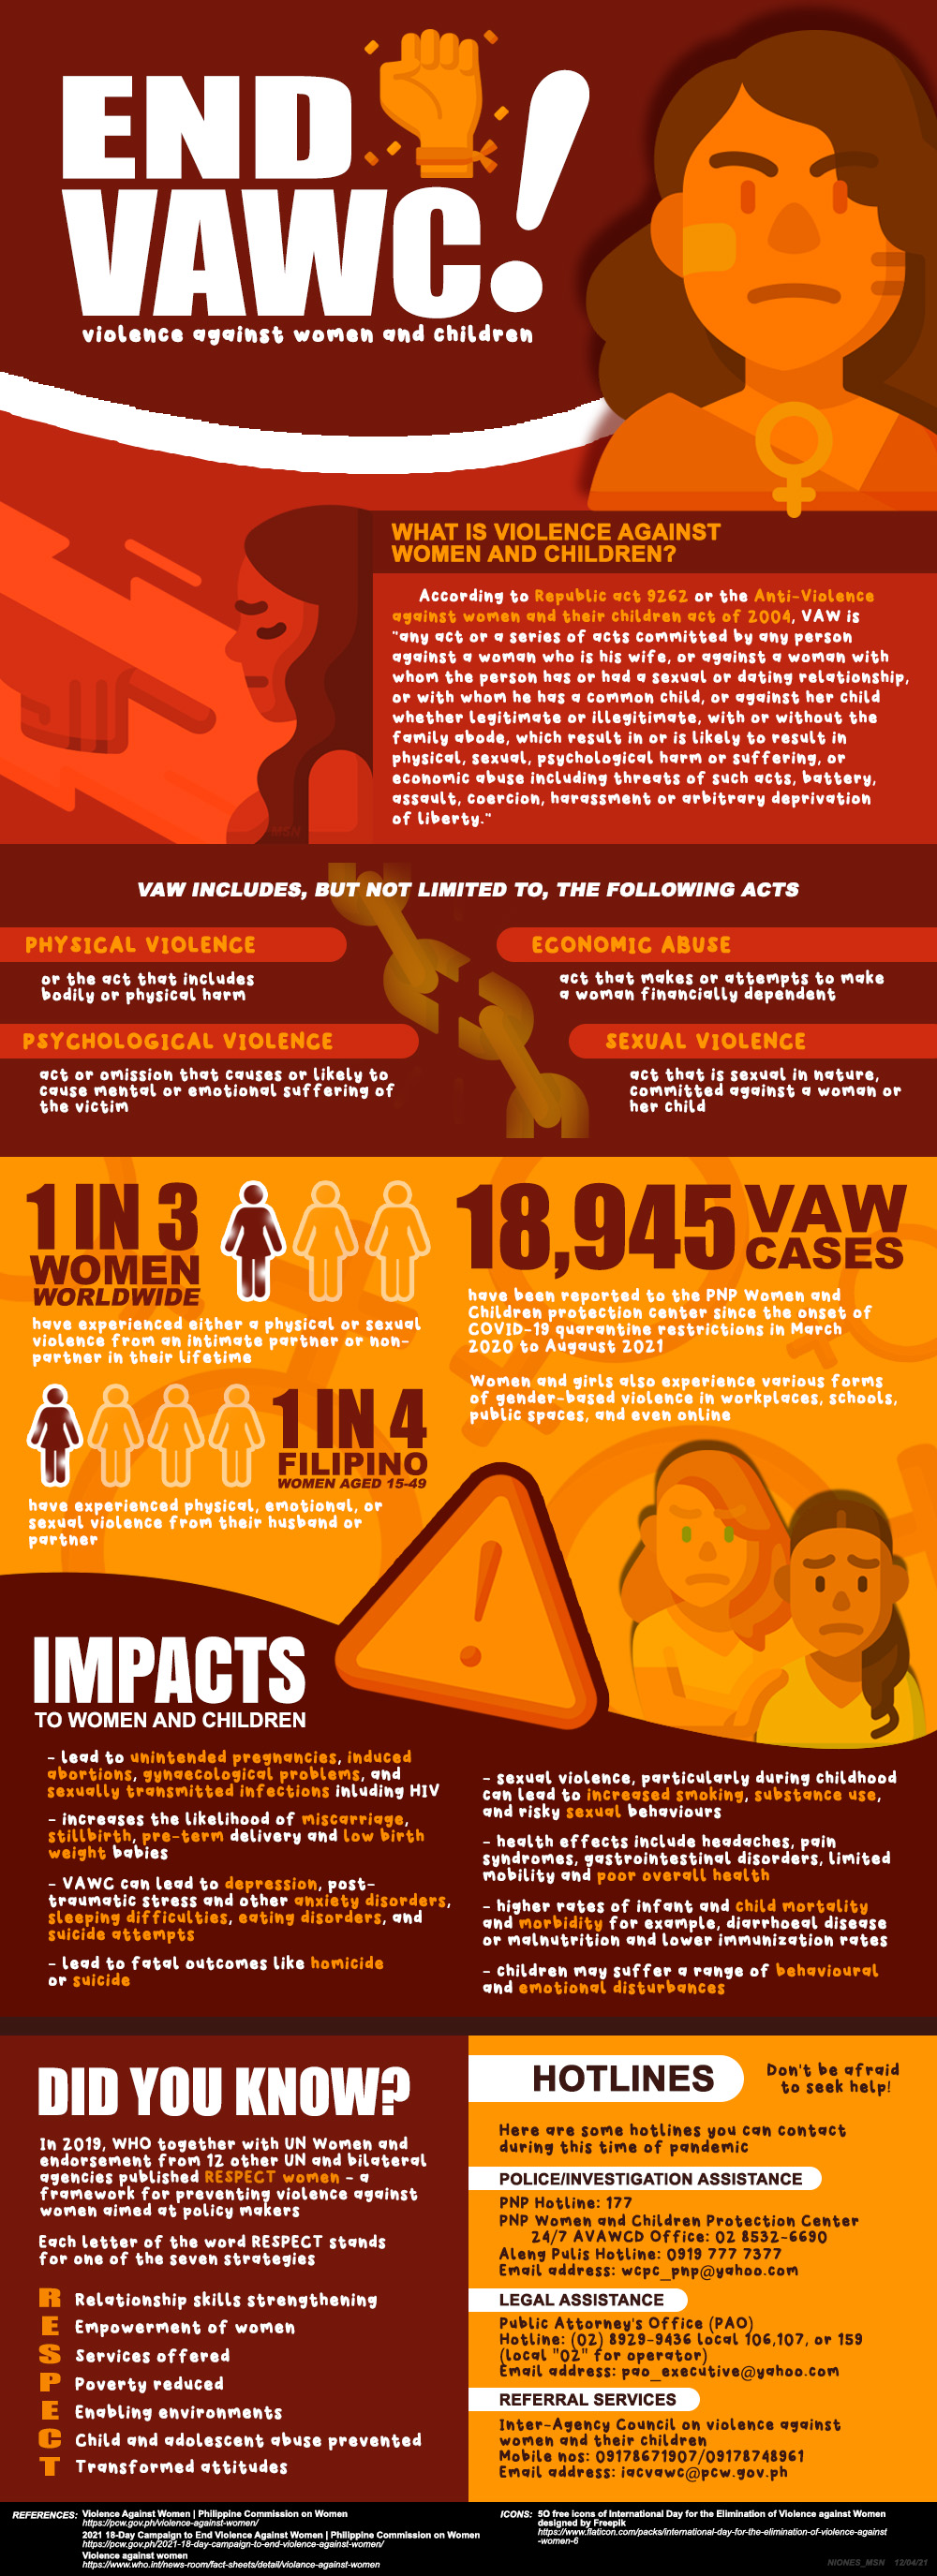 END
VAWC!
violence against women and children
WHAT IS VIOLENCE AGAINST
WOMEN AND CHILDREN?
According to Republic act 9262 or the Anti-Violence
against women and their children act of 2004, VAW is
"any act or a series of acts committed by any person
against a woman who is his wife, or against a woman with
whom the person has or had a sexual or dating relationship,
or with whom he has a common child, or against her child
whether legitimate or illegitimate, with or without the
family abode, which result in or is likely to result in
physical, sexual, psychological harm or suffering, or
economic abuse including threats of such acts, battery,
assault, coercion, harassment or arbitrary deprivation
of liberty."
MSN
VAW INCLUDES, BUT NOT LIMITED TO, THE FOLLOWING ACTS
PHYSICAL VIOLENCE
or the act that includes
bodily or physical harm
ECONOMIC ABUSE
act that makes or attempts to make
a woman financially dependent
PSYCHOLOGICAL VIOLENCE
act or omission that causes or likely to
cause mental or emotional suffering of
the victim
SEXUAL VIOLENCE
act that is sexual in nature,
committed against a woman or
her child
1 IN 3
WOMEN
WORLDWIDE
have experienced either a physical or sexual
violence from an intimate partner or non-
partner in their lifetime
1 IN 4
FILIPINO
WOMEN AGED 15-49
have experienced physical, emotional, or
sexual violence from their husband or
partner
18,945 VAW
CASES
have been reported to the PNP Women and
Children protection center since the onset of
COVID-19 quarantine restrictions in March
2020 to Augaust 2021
Women and girls also experience various forms
of gender-based violence in workplaces, schools,
public spaces, and even online
IMPACTS
TO WOMEN AND CHILDREN
- lead to unintended pregnancies, induced
abortions, gynaecological problems, and
sexually transmitted infections inluding HIV
- increases the likelihood of miscarriage,
stillbirth, pre-term delivery and low birth
weight babies
- VAWC can lead to depression, post-
traumatic stress and other anxiety disorders,
sleeping difficulties, eating disorders, and
suicide attempts
- lead to fatal outcomes like homicide
or suicide
- sexual violence, particularly during childhood
can lead to increased smoking, substance use,
and risky sexual behaviours
- health effects include headaches, pain
syndromes, gastrointestinal disorders, limited
mobility and poor overall health
- higher rates of infant and child mortality
and morbidity for example, diarrhoeal disease
or malnutrition and lower immunization rates
- children may suffer a range of behavioural
and emotional disturbances
DID YOU KNOW?
In 2019, WHO together with UN Women and
endorsement from 12 other UN and bilateral
agencies published RESPECT women - a
framework for preventing violence against
women aimed at policy makers
Each letter of the word RESPECT stands
for one of the seven strategies
R Relationship skills strengthening
E Empowerment of women
S Services offered
P Poverty reduced
E Enabling environments
C Child and adolescent abuse prevented
T Transformed attitudes
HOTLINES
Don't be afraid
to seek help!
Here are some hotlines you can contact
during this time of pandemic
POLICE/INVESTIGATION ASSISTANCE
PNP Hotline: 177
PNP Women and Children Protection Center
24/7 AVAWCD Office: 02 8532-6690
Aleng Pulis Hotline: 0919 777 7377
Email address: wcpc_pnp@yahoo.com
LEGAL ASSISTANCE
Public Attorney's Office (PAO)
Hotline: (02) 8929-9436 local 106,107, or 159
(local "02" for operator)
Email address: pao_executive@yahoo.com
REFERRAL SERVICES
Inter-Agency Council on violence against
women and their children
Mobile nos: 09178671907/09178748961
Email address: iacvawc@pcw.gov.ph
REFERENCES: Violence Against Women | Philippine Commission on Women
https://pcw.gov.ph/violence-against-women/
2021 18-Day Campaign to End Violence Against Women | Philippine Commission on Women
https://pcw.gov.ph/2021-18-day-campaign-to-end-violence-against-women/
Violence against women
https://www.who.int/news-room/fact-sheets/detail/violance-against-women
ICONS: 50 free icons of International Day for the Elimination of Violence against Women
designed by Freepik
https://www.flaticon.com/packs/international-day-for-the-elimination-of-violence-against
-women-6
NIONES_MSN 12/04/21